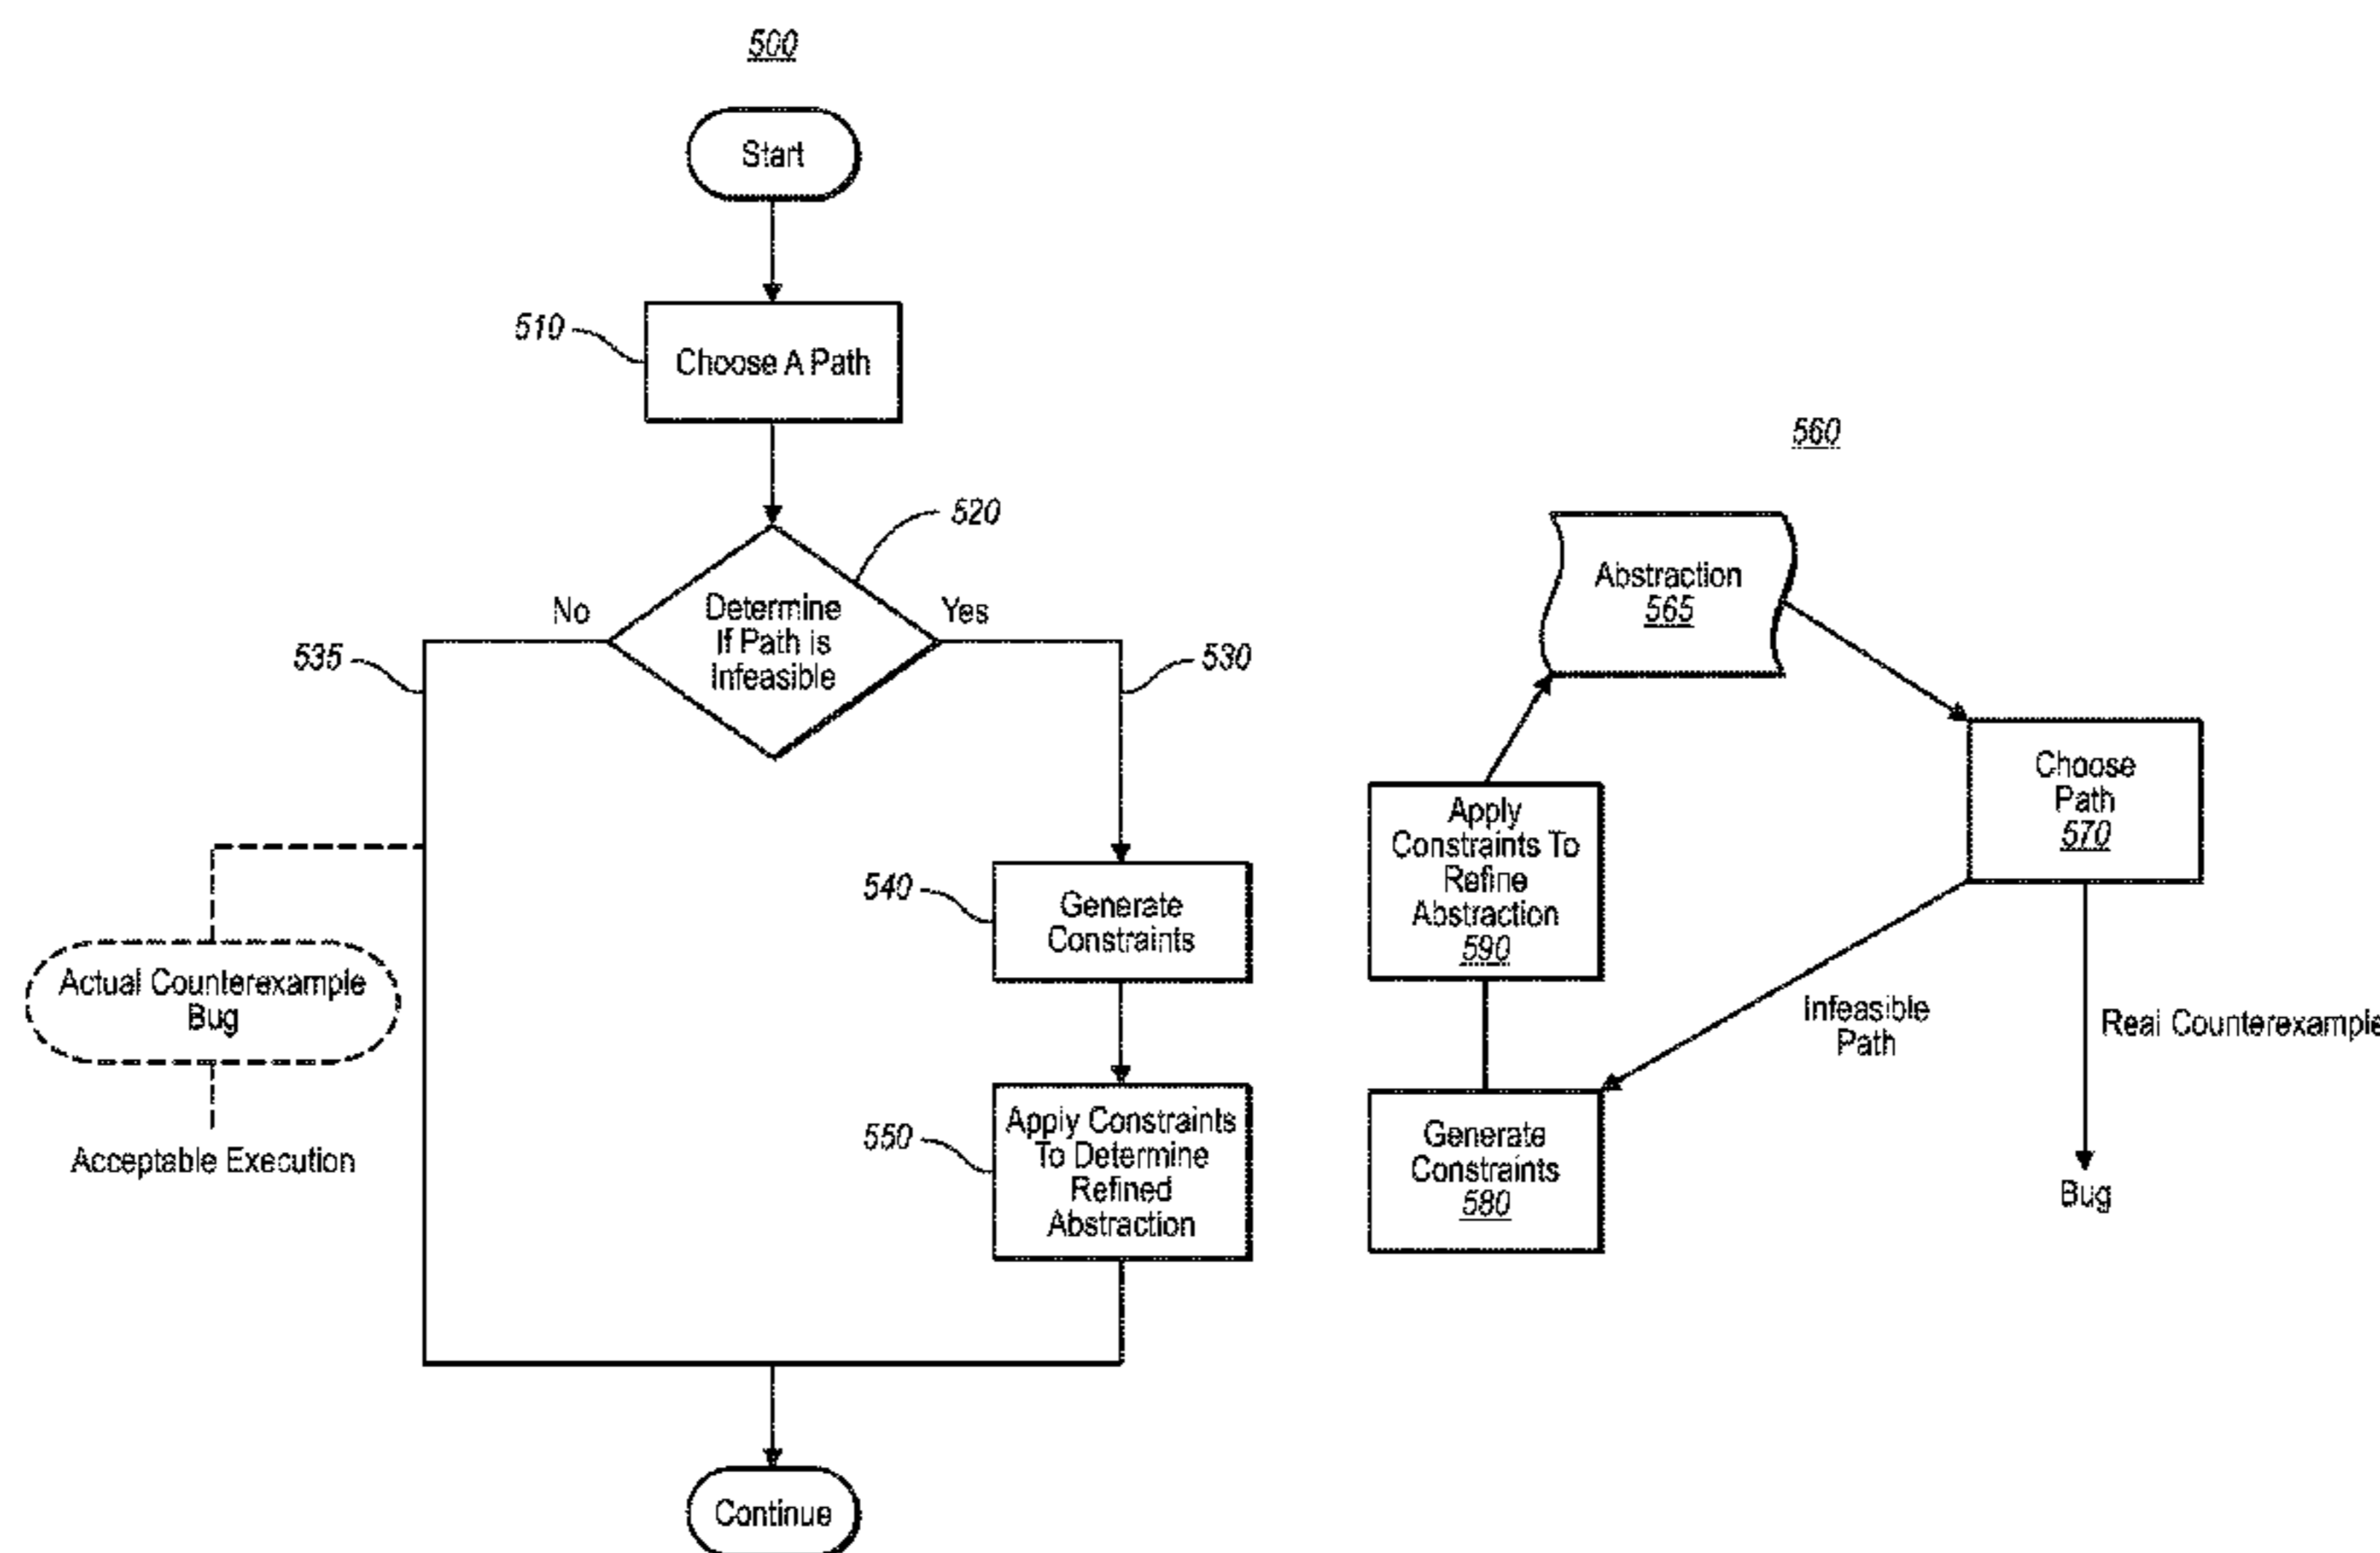 500
Start
510
Choose A Path
520
No
Determine
If Path is
Infeasible
Yes
535
530
540
Generate
Constraints
Actual Counterexample
Bug
Acceptable Execution
550
Apply Constraints
To Determine
Refined
Abstraction
Continue
560
Abstraction
565
Choose
Path
570
Apply
Constraints To
Refine
Abstraction
590
Infeasible
Path
Real Counterexample
Generate
Constraints
580
Bug